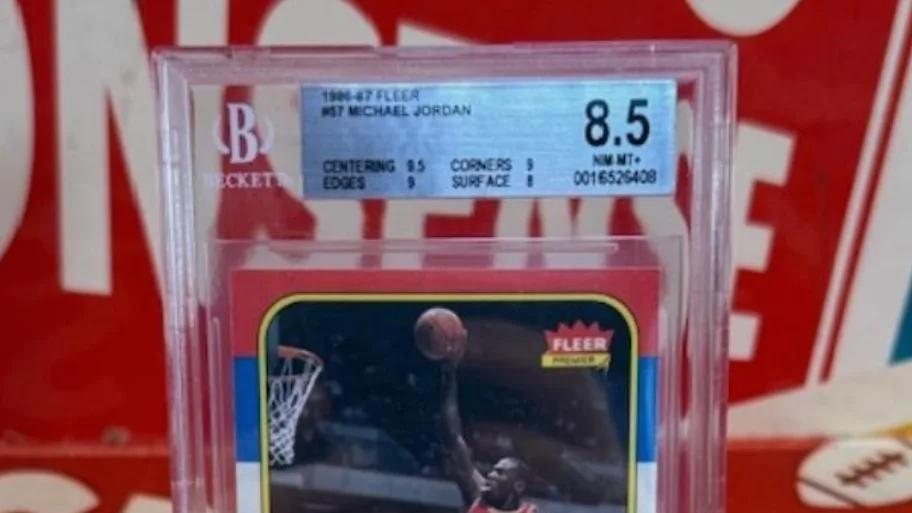 ONSENSE
B
BECKETT
1986-87 FLEER
#57 MICHAEL JORDAN
8.5
NM-MT+
CENTERING 9.5 CORNERS 9
EDGES 9 SURFACE 8
0016526408
FLEER
PREMIER